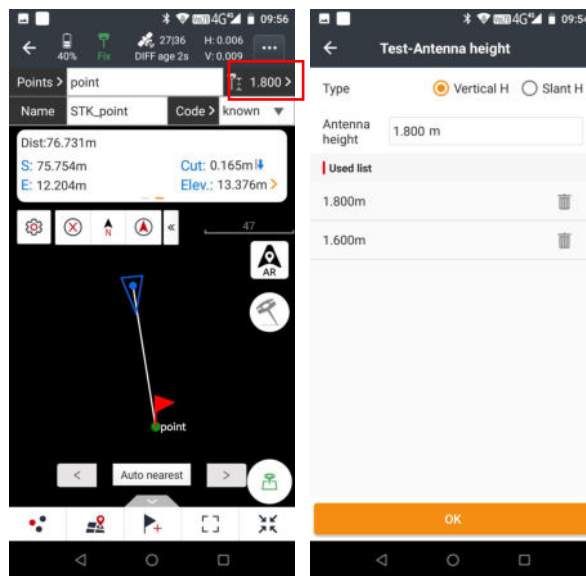 4G 09:56
40% Fix 27|36 DIFF age 2s H: 0.006 V: 0.009 ...
Points > point 1.800 >
Name STK_point Code > known
Dist:76.731m
S: 75.754m Cut: 0.165m
E: 12.204m Elev.: 13.376m >
N « 47
AR
point
< Auto nearest >
4G 09:54
Test-Antenna height
Type Vertical H Slant H
Antenna height 1.800 m
Used list
1.800m
1.600m
OK